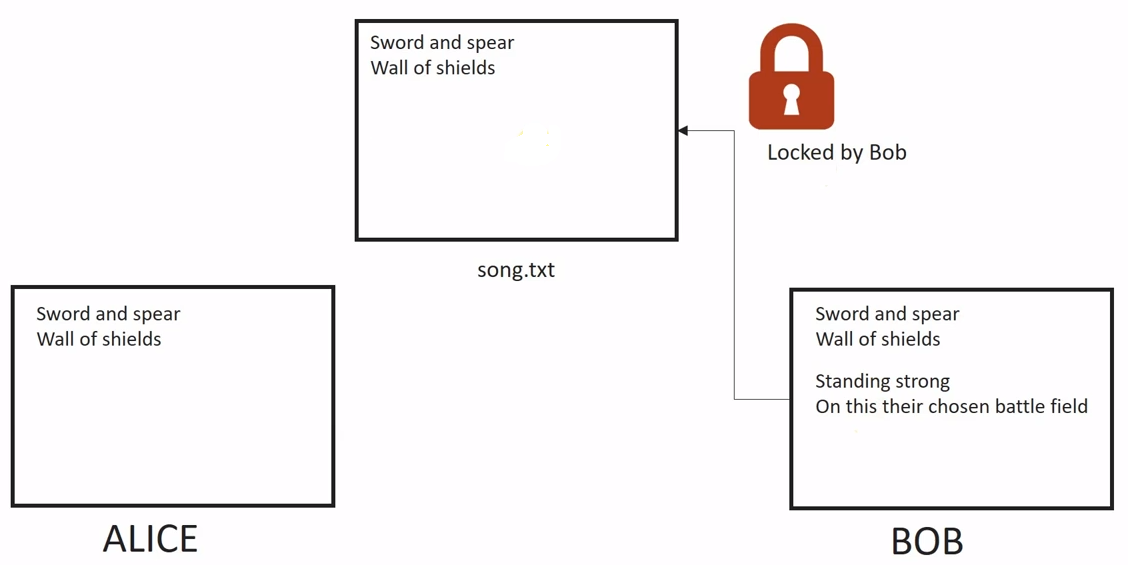 Sword and spear
Wall of shields
Locked by Bob
song.txt
Sword and spear
Wall of shields
ALICE
Sword and spear
Wall of shields
Standing strong
On this their chosen battle field
BOB